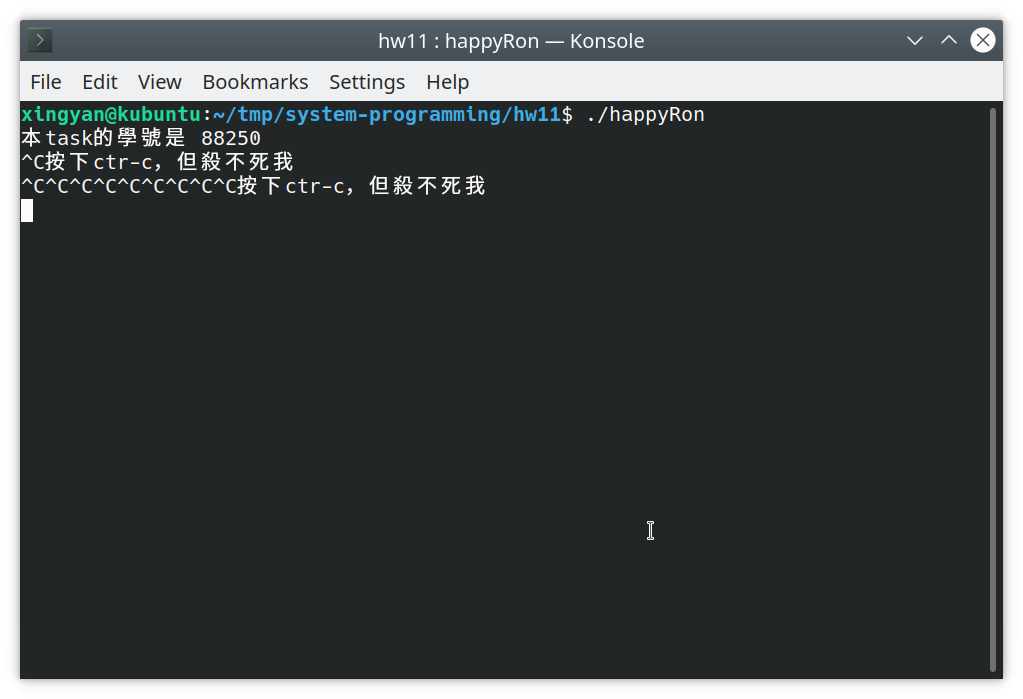 hw11 : happyRon — Konsole
File Edit View Bookmarks Settings Help
xingyan@kubuntu:~/tmp/system-programming/hw11$ ./happyRon
本task的學號是 88250
^C按下ctr-c，但殺不死我
^C^C^C^C^C^C^C^C^C按下ctr-c，但殺不死我